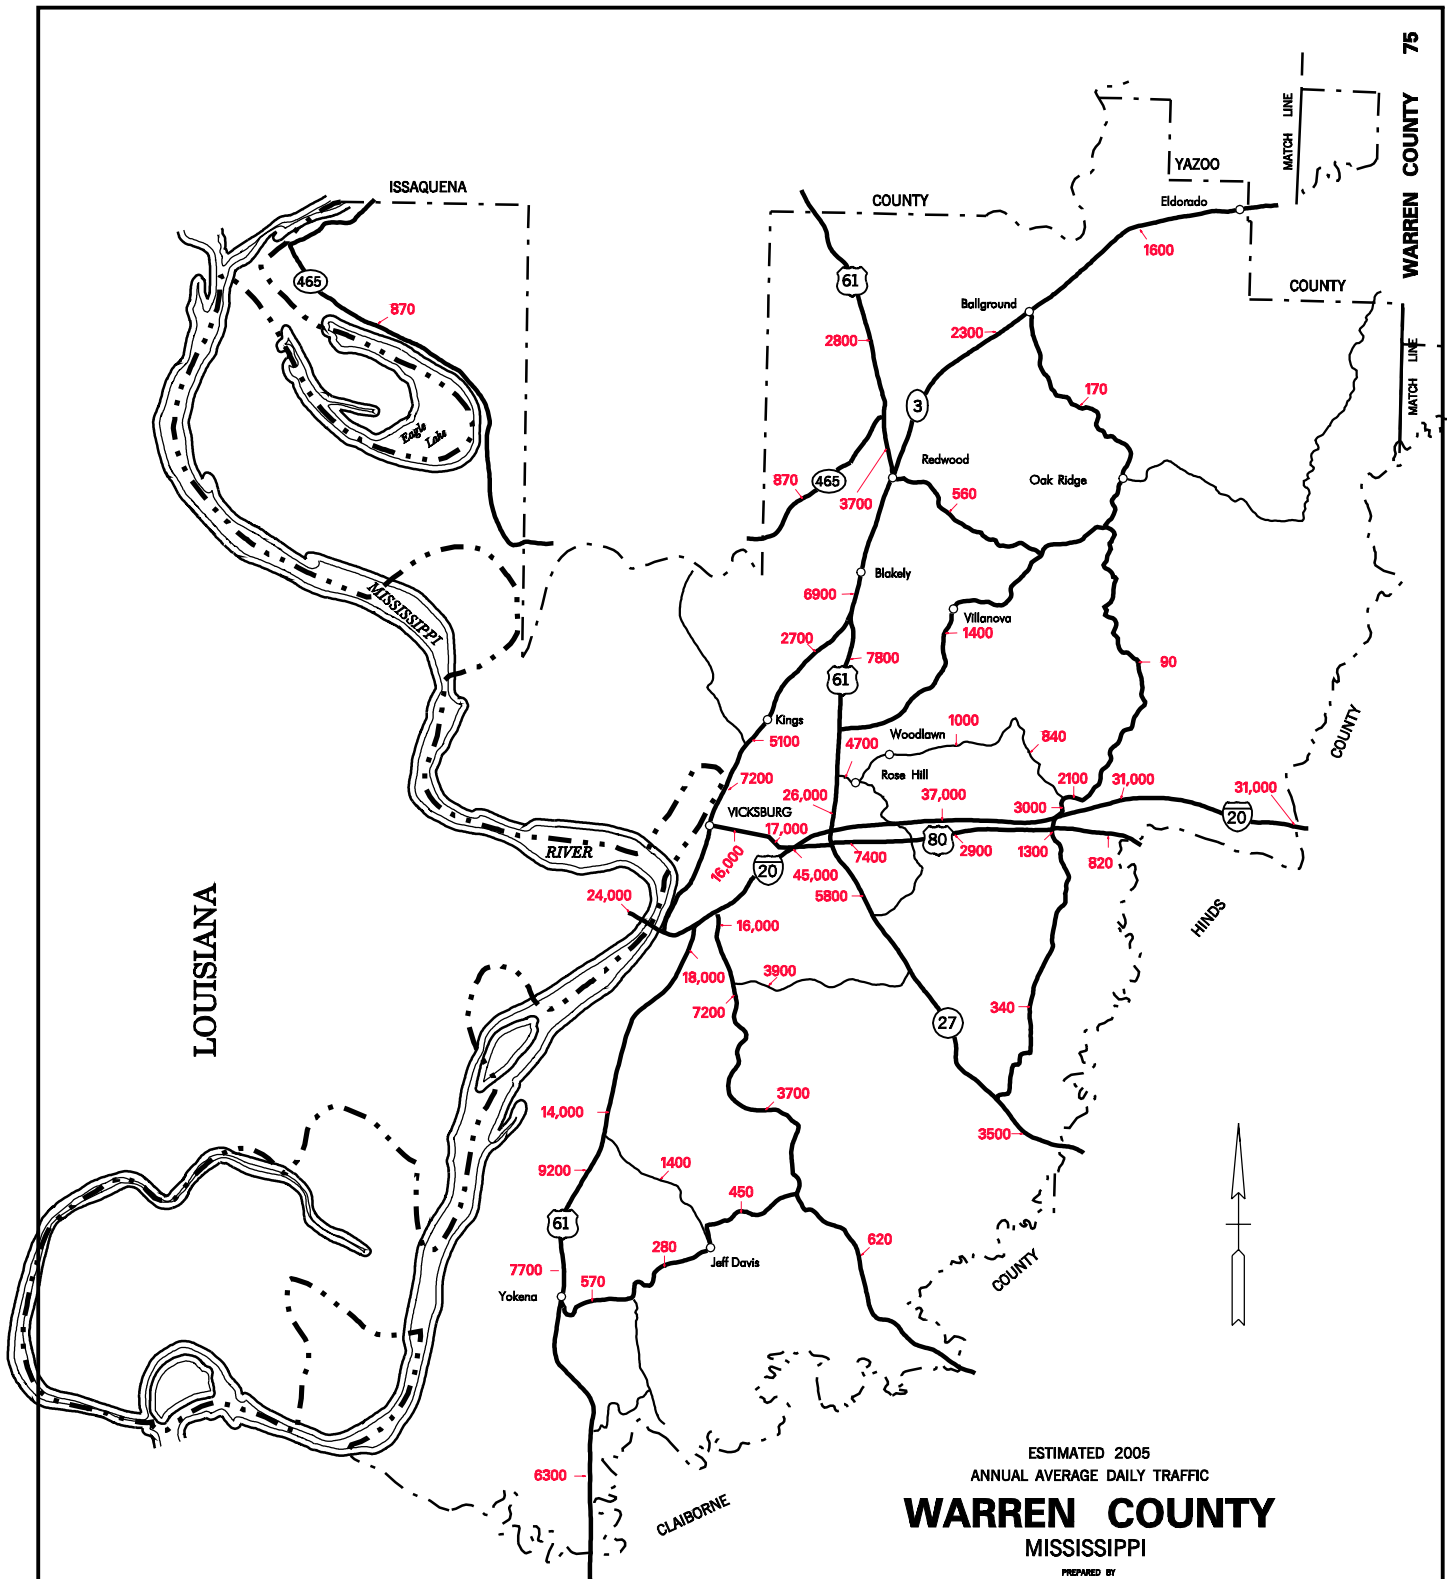 WARREN COUNTY 75
MATCH LINE
YAZOO
ISSAQUENA
COUNTY
Eldorado
1600
COUNTY
465
61
870
Ballground
2300
2800
MATCH LINE
170
3
Eagle
Lake
Redwood
870
465
Oak Ridge
3700
560
Blakely
MISSISSIPPI
6900
Villanova
1400
2700
7800
90
61
Kings
1000
COUNTY
5100
4700
Woodlawn
840
7200
Rose Hill
2100
31,000
26,000
37,000
31,000
VICKSBURG
3000
20
17,000
80
RIVER
16,000
7400
2900
1300
820
20
45,000
24,000
5800
LOUISIANA
16,000
HINDS
18,000
3900
7200
340
27
14,000
3700
3500
9200
1400
450
61
620
280
COUNTY
7700
570
Jeff Davis
Yokena
6300
CLAIBORNE
ESTIMATED 2005
ANNUAL AVERAGE DAILY TRAFFIC
WARREN COUNTY
MISSISSIPPI
PREPARED BY